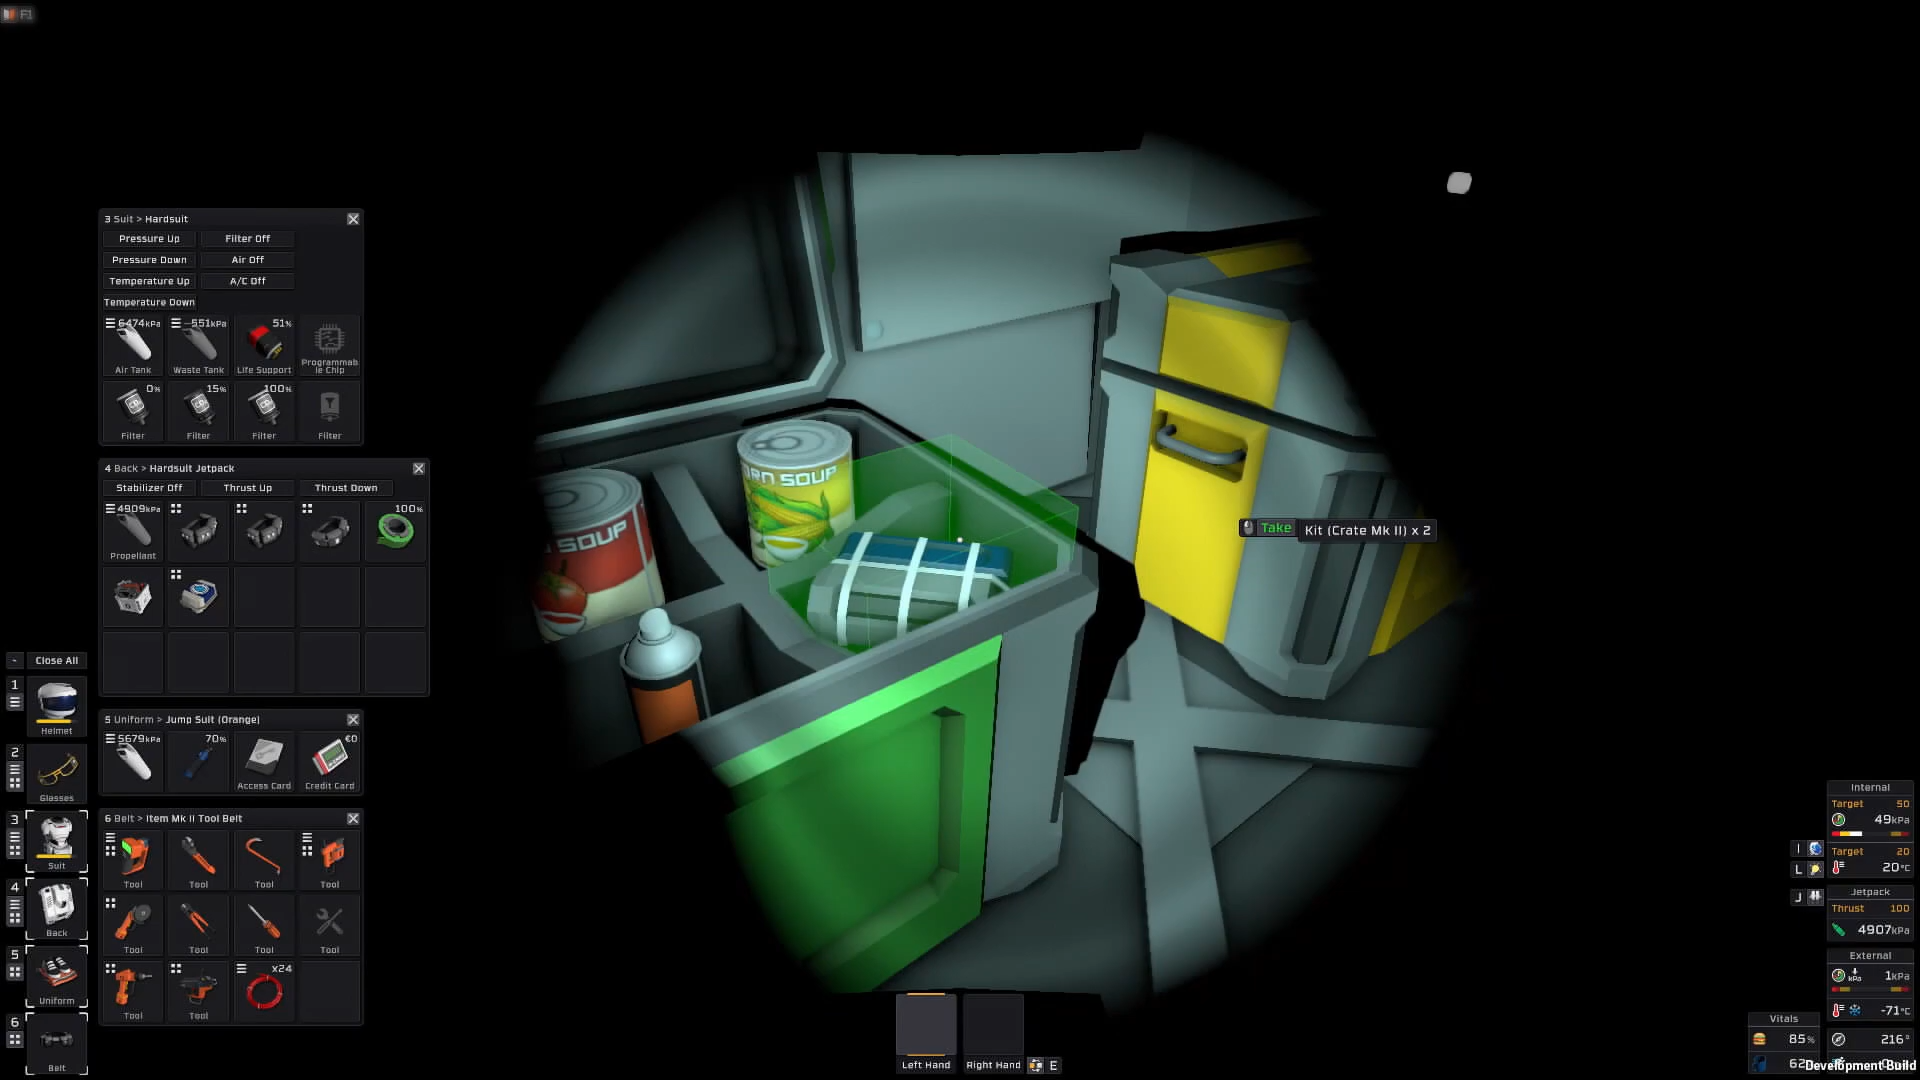 F1
3 Suit > Hardsuit
Pressure Up
Filter Off
Pressure Down
Air Off
Temperature Up
A/C Off
Temperature Down
6474kPa
551kPa
51%
Air Tank
Waste Tank
Life Support
Programmab
le Chip
0%
15%
100%
Filter
Filter
Filter
Filter
4 Back > Hardsuit Jetpack
Stabilizer Off
Thrust Up
Thrust Down
4909kPa
100%
Propellant
- Close All
5 Uniform > Jump Suit (Orange)
5679kPa
70%
€0
Access Card
Credit Card
6 Belt > Item Mk II Tool Belt
Tool
Tool
Tool
Tool
Tool
Tool
Tool
Tool
x24
Tool
Tool
1
Helmet
2
Glasses
3
Suit
4
Back
5
Uniform
6
Belt
RN SOUP
SOUP
Take
Kit (Crate Mk II) x 2
Left Hand
Right Hand
E
Internal
Target 50
49kPa
Target 20
20°C
I
L
J
Jetpack
Thrust 100
4907kPa
External
kPa
1kPa
-71°C
Vitals
85%
216°
62
Development Build